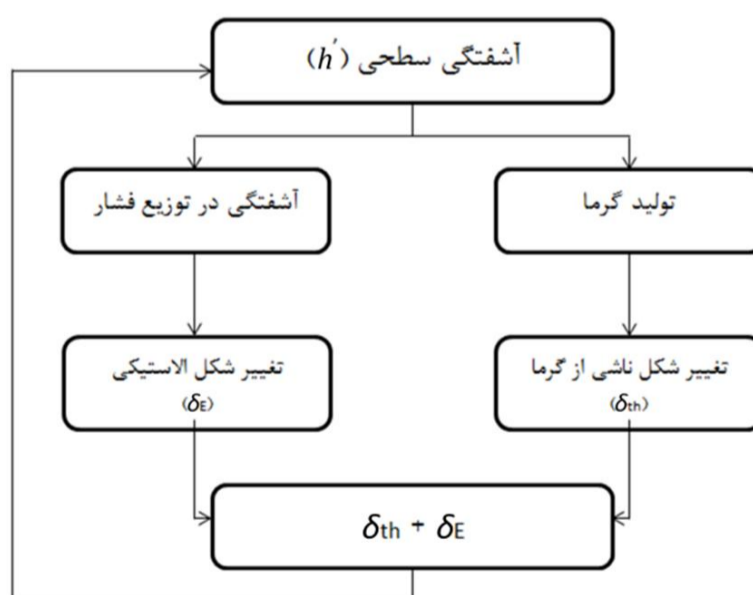 آشفتگی سطحی (h′)
آشفتگی در توزیع فشار
تولید گرما
تغییر شکل الاستیکی
(δE)
تغییر شکل ناشی از گرما
(δth)
δth + δE